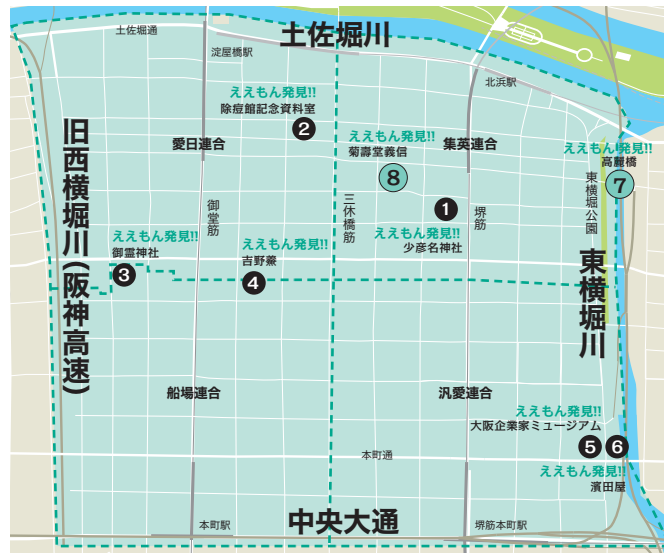 土佐堀通
土佐堀川
淀屋橋駅
北浜駅
ええもん発見!!
除痘館記念資料室
2
愛日連合
ええもん発見!!
菊壽堂義信
8
集英連合
ええもん発見!!
高麗橋
7
旧西横堀川(阪神高速)
御堂筋
三休橋筋
1
ええもん発見!!
少彦名神社
堺筋
東横堀公園
東横堀川
ええもん発見!!
御霊神社
3
ええもん発見!!
吉野寿
4
船場連合
汎愛連合
ええもん発見!!
大阪企業家ミュージアム
5
6
ええもん発見!!
濱田屋
本町通
本町駅
中央大通
堺筋本町駅